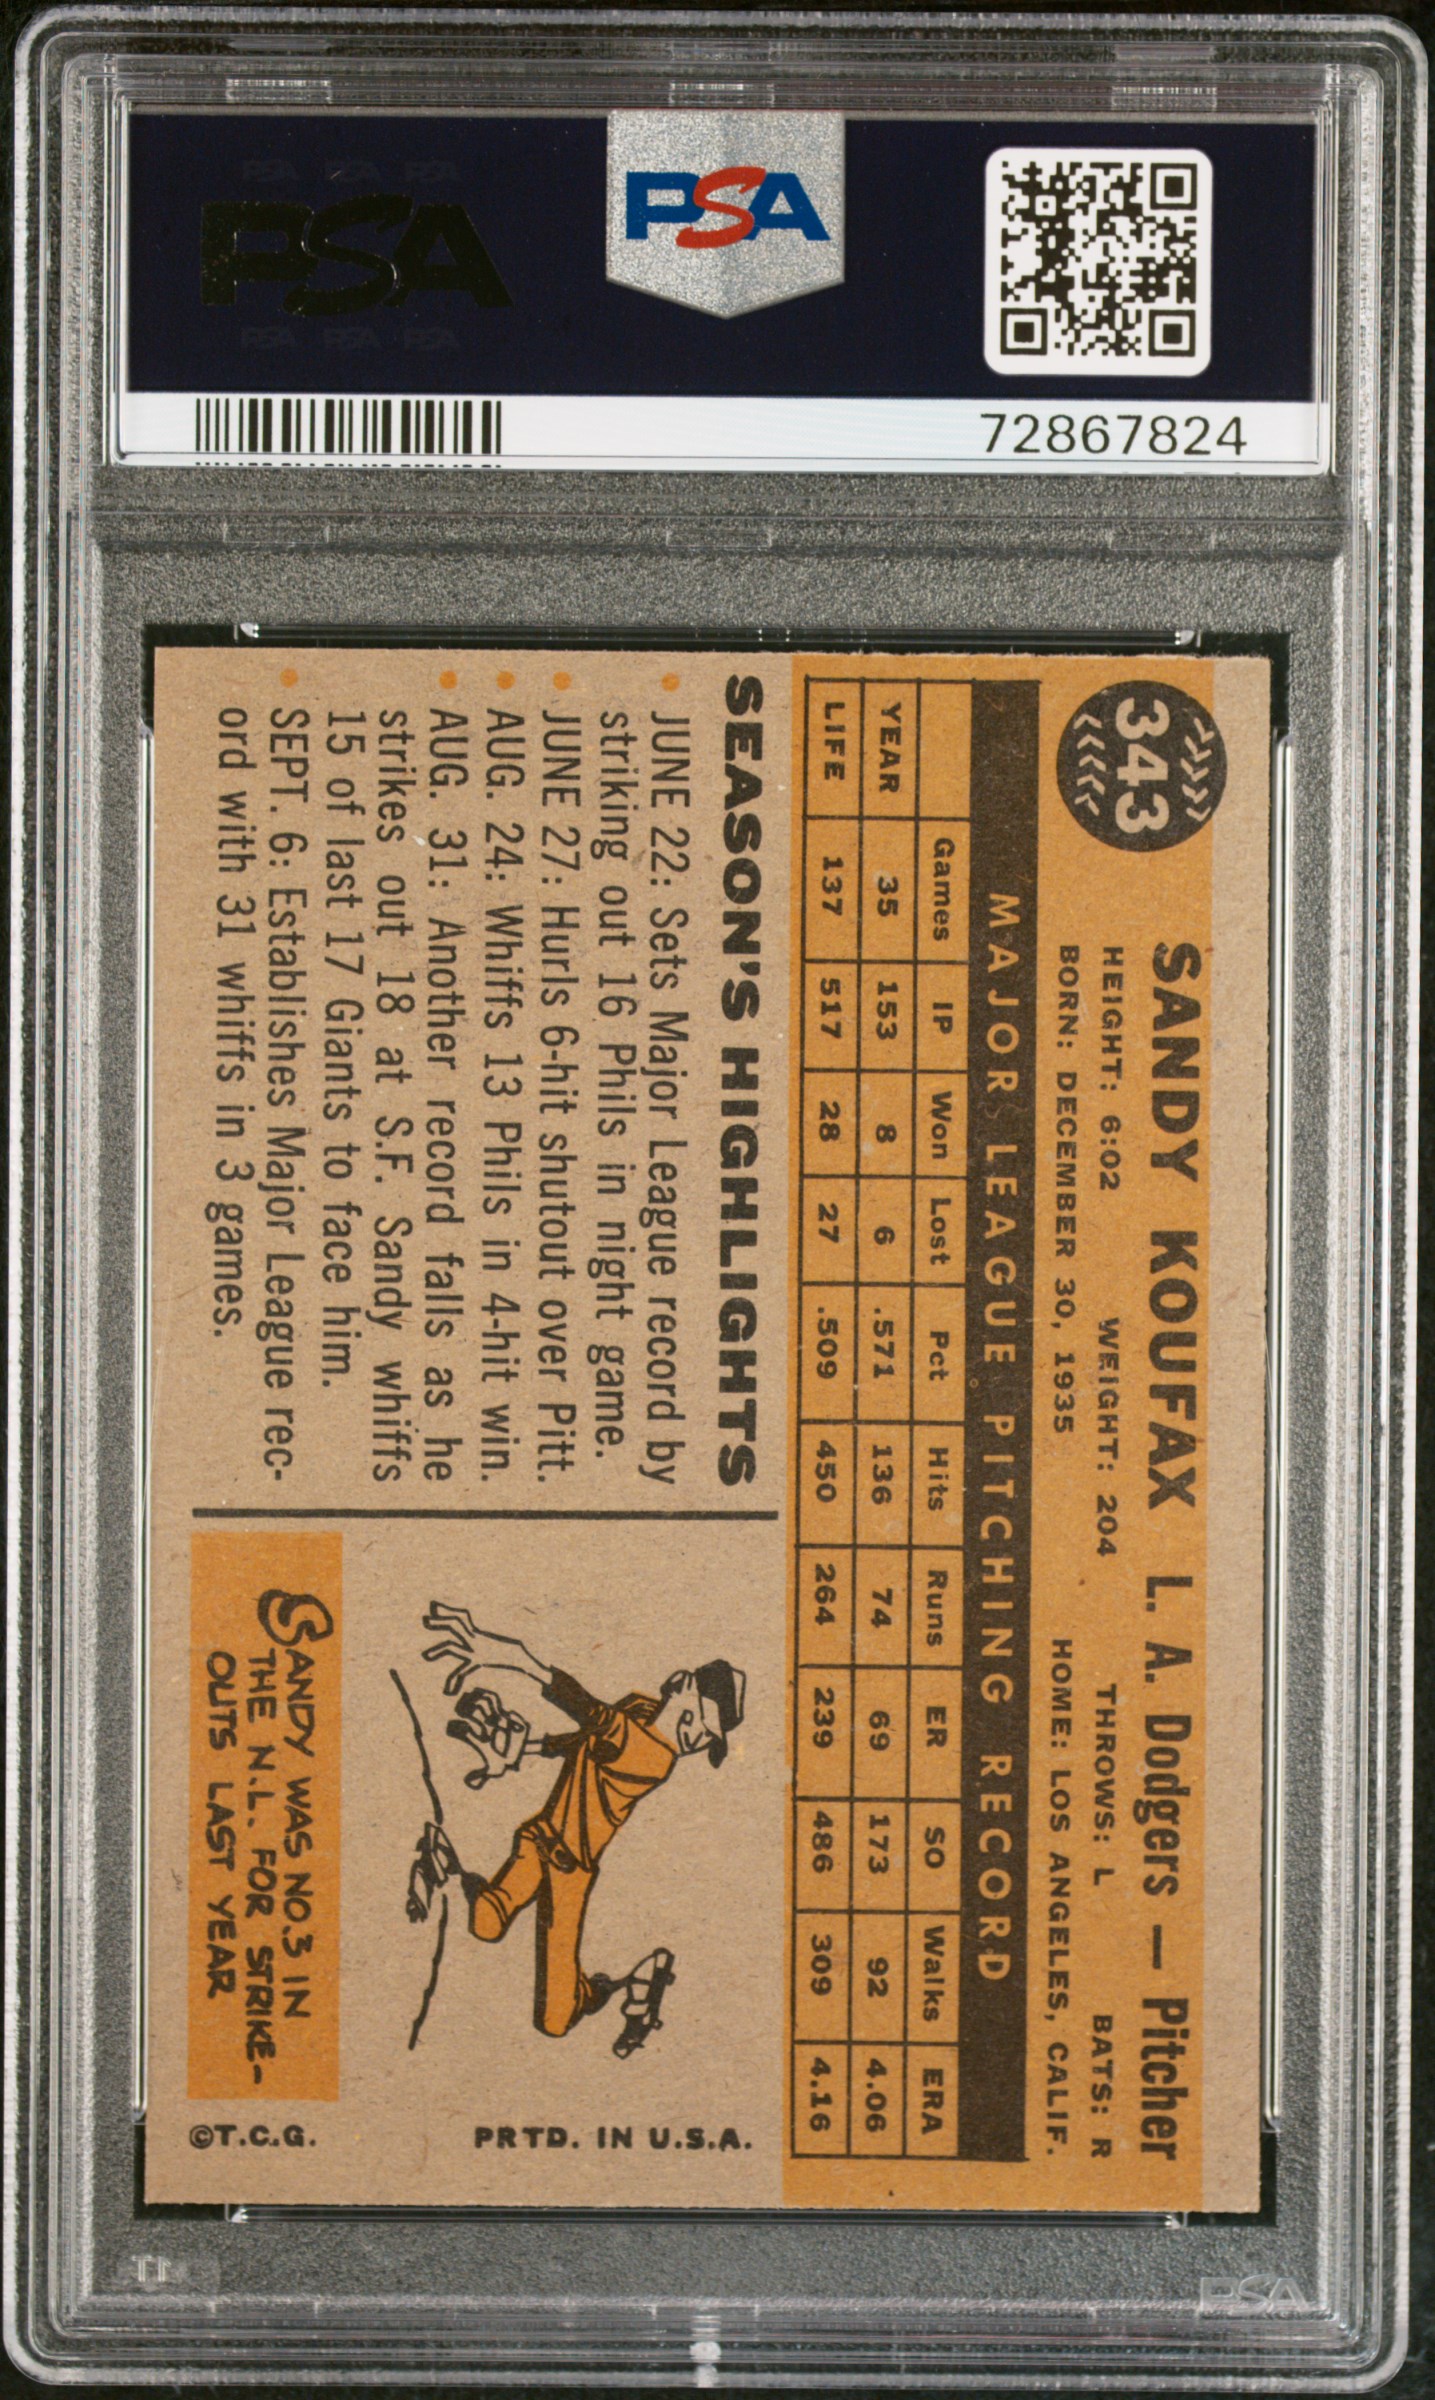 PSA
PSA PSA PSA
PSA
PSA PSA PSA
72867824
343
SANDY KOUFAX L. A. Dodgers — Pitcher
HEIGHT: 6:02 WEIGHT: 204 THROWS: L BATS: R
BORN: DECEMBER 30, 1935 HOME: LOS ANGELES, CALIF.
MAJOR LEAGUE PITCHING RECORD
Games IP Won Lost Pct Hits Runs ER SO Walks ERA
YEAR 35 153 8 6 .571 136 74 69 173 92 4.06
LIFE 137 517 28 27 .509 450 264 239 486 309 4.16
SEASON'S HIGHLIGHTS
• JUNE 22: Sets Major League record by
striking out 16 Phils in night game.
• JUNE 27: Hurls 6-hit shutout over Pitt.
• AUG. 24: Whiffs 13 Phils in 4-hit win.
• AUG. 31: Another record falls as he
strikes out 18 at S.F. Sandy whiffs
15 of last 17 Giants to face him.
• SEPT. 6: Establishes Major League rec-
ord with 31 whiffs in 3 games.
SANDY WAS NO.3 IN
THE N.L. FOR STRIKE-
OUTS LAST YEAR
PRTD. IN U.S.A.
©T.C.G.
PSA